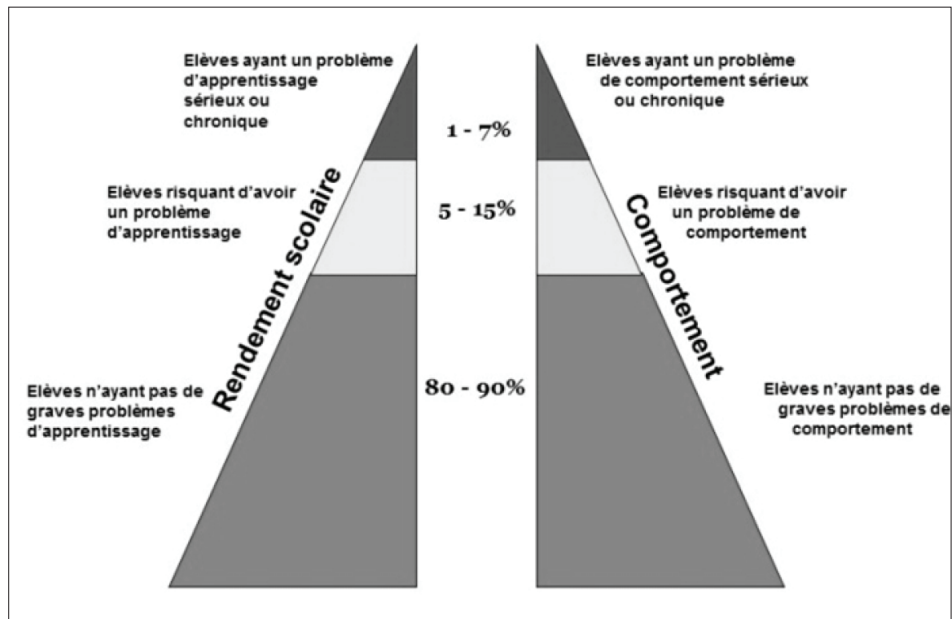 Elèves ayant un problème
d'apprentissage
sérieux ou
chronique
Elèves ayant un problème
de comportement sérieux
ou chronique
1 - 7%
Elèves risquant d'avoir
un problème
d'apprentissage
Rendement scolaire
5 - 15%
Comportement
Elèves risquant d'avoir
un problème de
comportement
Elèves n'ayant pas de
graves problèmes
d'apprentissage
80 - 90%
Elèves n'ayant pas de
graves problèmes de
comportement